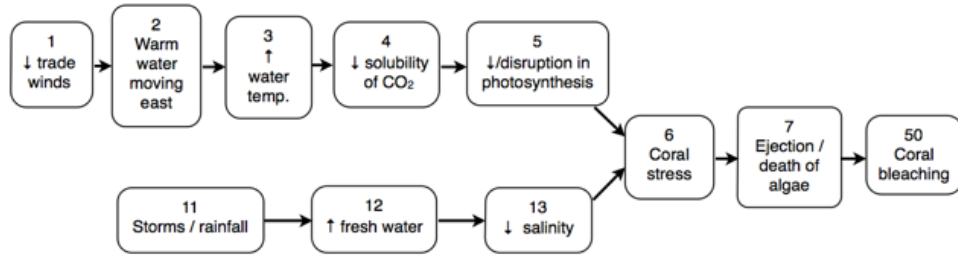 1
↓ trade
winds
2
Warm
water
moving
east
3
↑
water
temp.
4
↓ solubility
of CO₂
5
↓/disruption in
photosynthesis
6
Coral
stress
7
Ejection /
death of
algae
50
Coral
bleaching
11
Storms / rainfall
12
↑ fresh water
13
↓ salinity